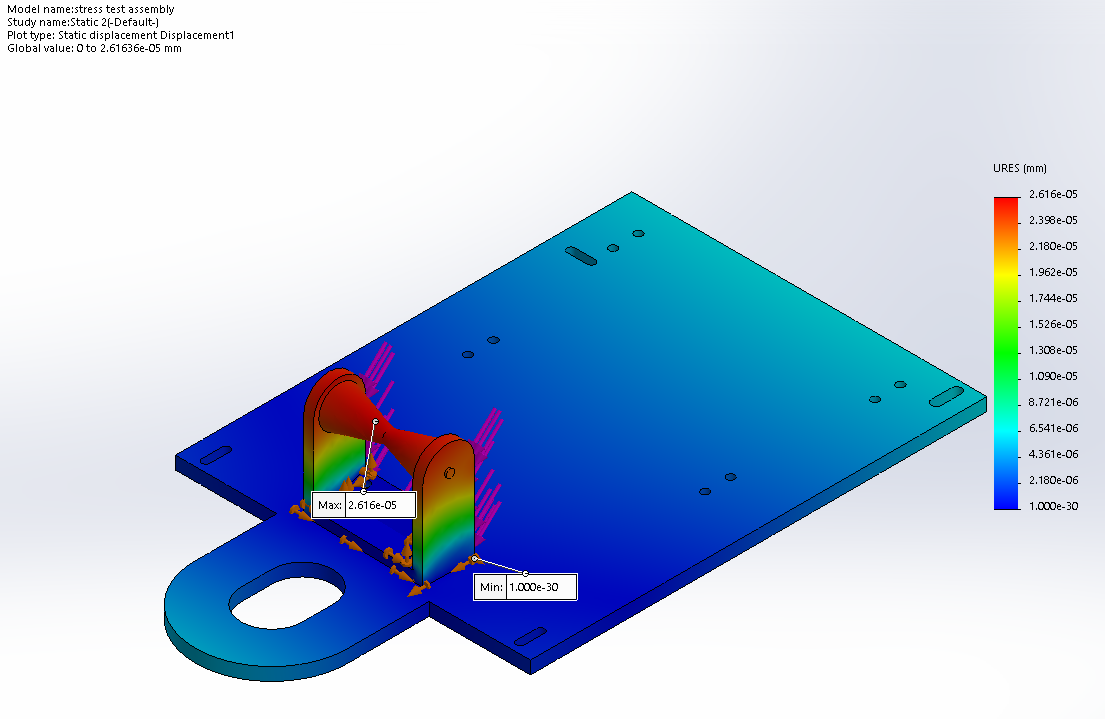 Model name:stress test assembly
Study name:Static 2(-Default-)
Plot type: Static displacement Displacement1
Global value: 0 to 2.61636e-05 mm
URES (mm)
2.616e-05
2.398e-05
2.180e-05
1.962e-05
1.744e-05
1.526e-05
1.308e-05
1.090e-05
8.721e-06
6.541e-06
4.361e-06
2.180e-06
1.000e-30
Max: 2.616e-05
Min: 1.000e-30